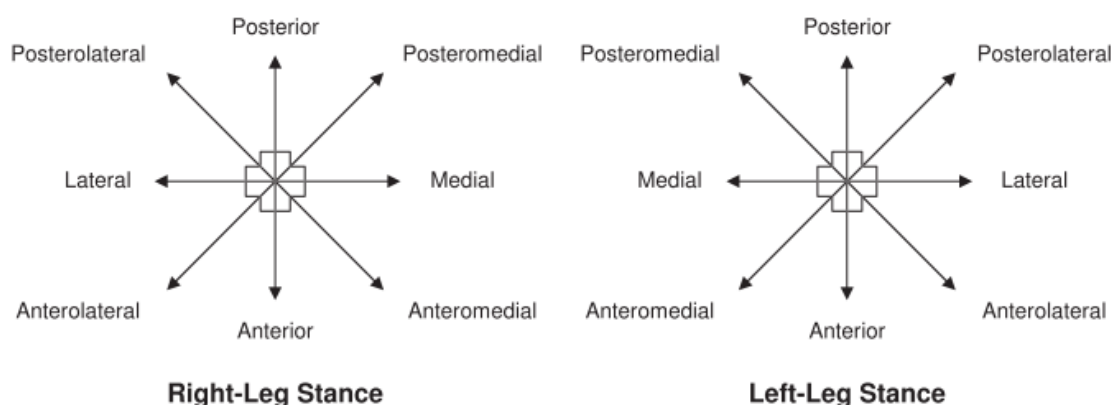 Posterior Posterior
Posterolateral Posteromedial Posteromedial Posterolateral
Lateral Medial Medial Lateral
Anterolateral Anteromedial Anteromedial Anterolateral
Anterior Anterior
Right-Leg Stance Left-Leg Stance